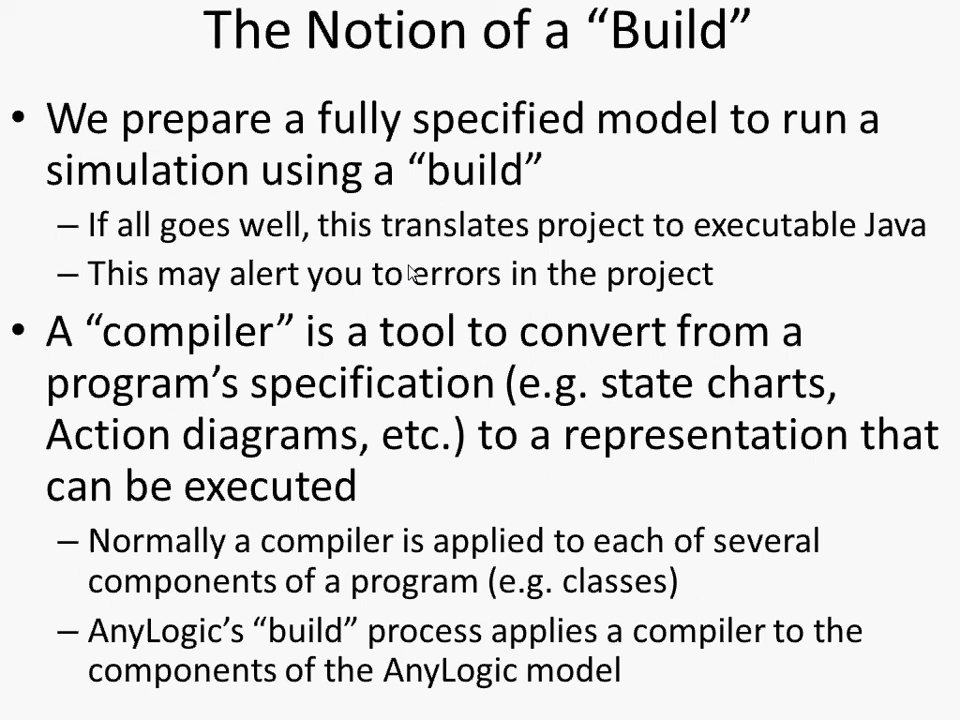 The Notion of a “Build”
• We prepare a fully specified model to run a
simulation using a “build”
– If all goes well, this translates project to executable Java
– This may alert you to errors in the project
• A “compiler” is a tool to convert from a
program’s specification (e.g. state charts,
Action diagrams, etc.) to a representation that
can be executed
– Normally a compiler is applied to each of several
components of a program (e.g. classes)
– AnyLogic’s “build” process applies a compiler to the
components of the AnyLogic model